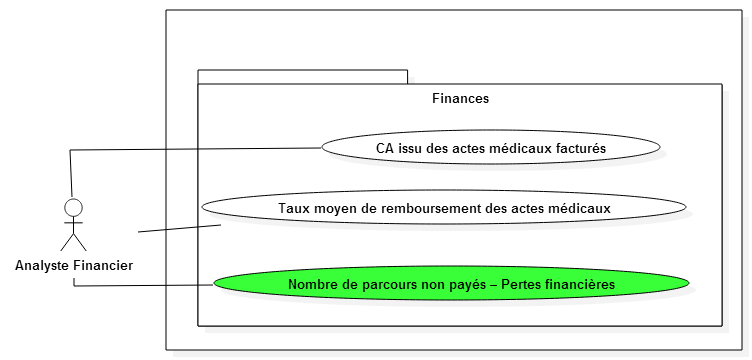 Finances
CA issu des actes médicaux facturés
Taux moyen de remboursement des actes médicaux
Analyste Financier
Nombre de parcours non payés – Pertes financières